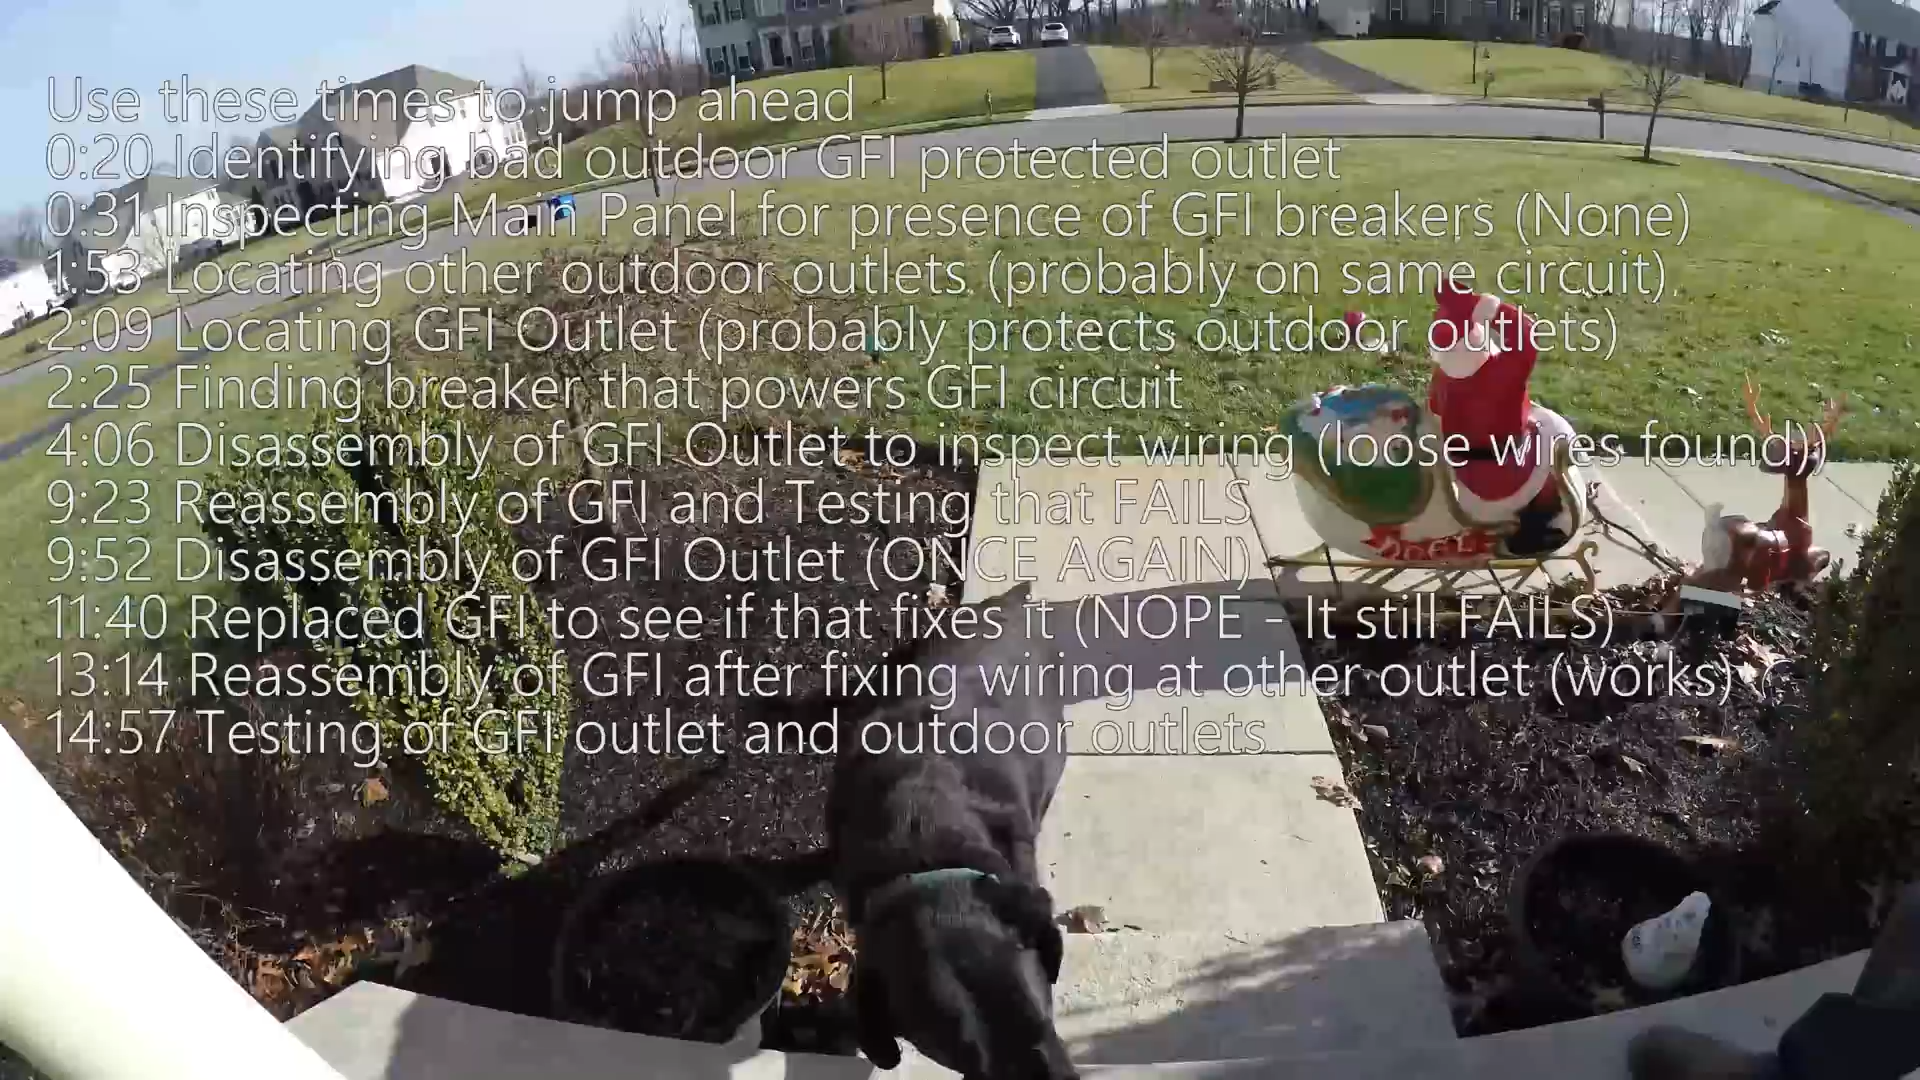 Use these times to jump ahead
0:20 Identifying bad outdoor GFI protected outlet
0:31 Inspecting Main Panel for presence of GFI breakers (None)
1:53 Locating other outdoor outlets (probably on same circuit)
2:09 Locating GFI Outlet (probably protects outdoor outlets)
2:25 Finding breaker that powers GFI circuit
4:06 Disassembly of GFI Outlet to inspect wiring (loose wires found))
9:23 Reassembly of GFI and Testing that FAILS
9:52 Disassembly of GFI Outlet (ONCE AGAIN)
11:40 Replaced GFI to see if that fixes it (NOPE - It still FAILS)
13:14 Reassembly of GFI after fixing wiring at other outlet (works)
14:57 Testing of GFI outlet and outdoor outlets
NOEL